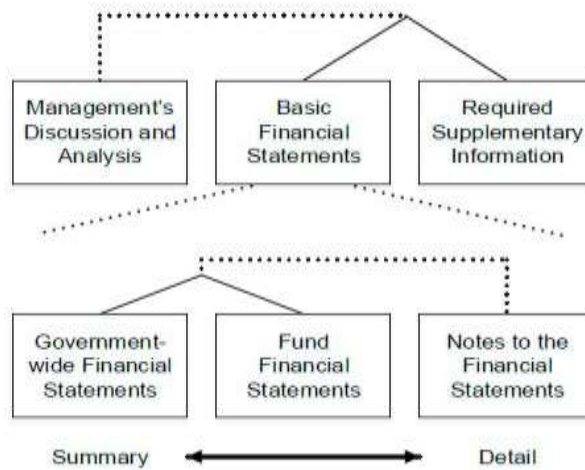 Management's
Discussion and
Analysis
Basic
Financial
Statements
Required
Supplementary
Information
Government-
wide Financial
Statements
Fund
Financial
Statements
Notes to the
Financial
Statements
Summary
Detail